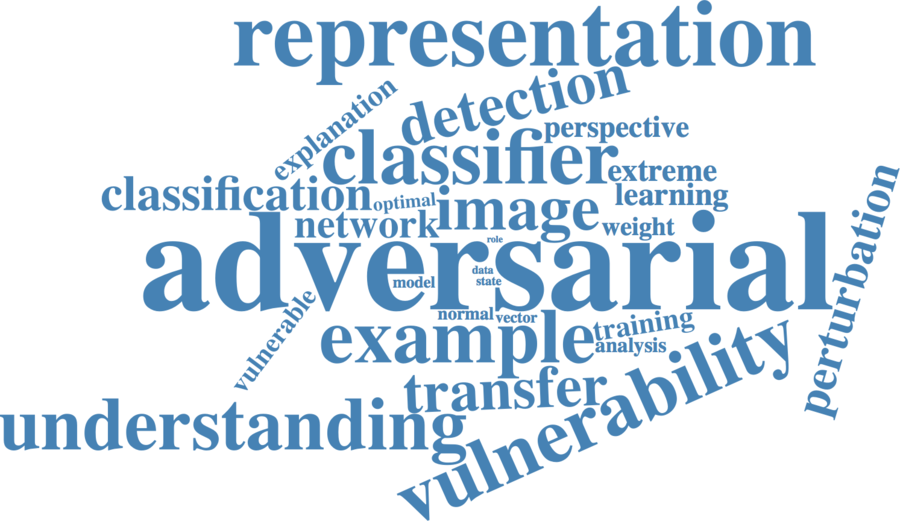 representation
detection
explanation
perspective
classifier
extreme
classification
learning
optimal
image
network
weight
perturbation
adversarial
role
data
model
state
normal
vector
vulnerable
example
training
analysis
transfer
vulnerability
understanding